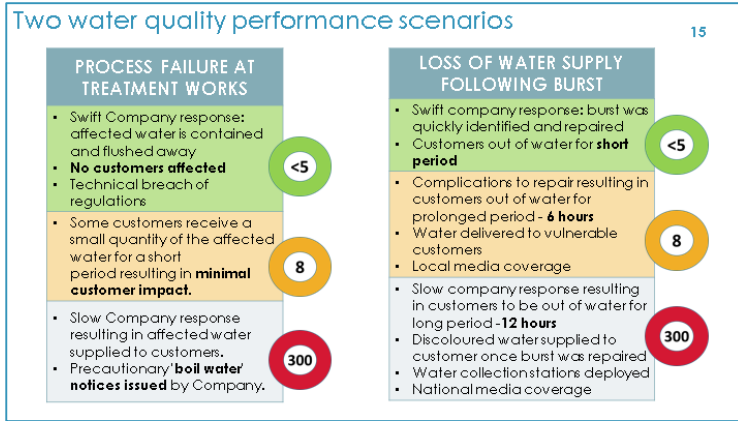 Two water quality performance scenarios
15
PROCESS FAILURE AT
TREATMENT WORKS
▪ Swift Company response:
affected water is contained
and flushed away
▪ No customers affected
▪ Technical breach of
regulations
<5
▪ Some customers receive a
small quantity of the affected
water for a short
period resulting in minimal
customer impact.
8
▪ Slow Company response
resulting in affected water
supplied to customers.
▪ Precautionary 'boil water'
notices issued by Company.
300
LOSS OF WATER SUPPLY
FOLLOWING BURST
▪ Swift company response: burst was
quickly identified and repaired
▪ Customers out of water for short
period
<5
▪ Complications to repair resulting in
customers out of water for
prolonged period - 6 hours
▪ Water delivered to vulnerable
customers
▪ Local media coverage
8
▪ Slow company response resulting
in customers to be out of water for
long period -12 hours
▪ Discoloured water supplied to
customer once burst was repaired
▪ Water collection stations deployed
▪ National media coverage
300